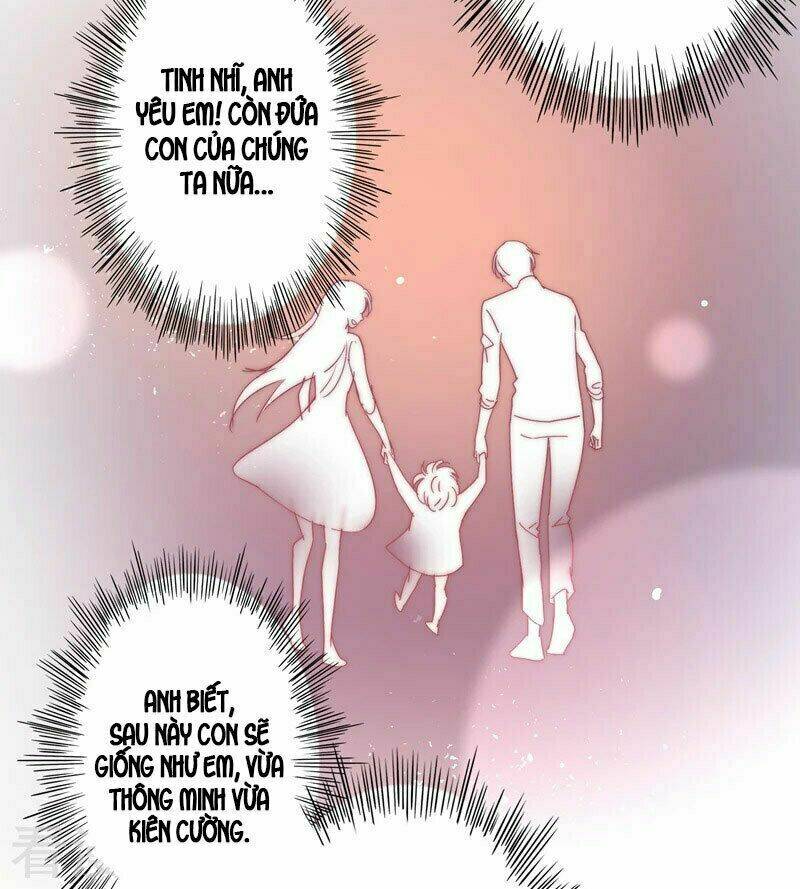 TINH NHĨ, ANH
YÊU EM! CÒN ĐỨA
CON CỦA CHÚNG
TA NỮA...
ANH BIẾT,
SAU NÀY CON SẼ
GIỐNG NHƯ EM, VỪA
THÔNG MINH VỪA
KIÊN CƯỜNG.